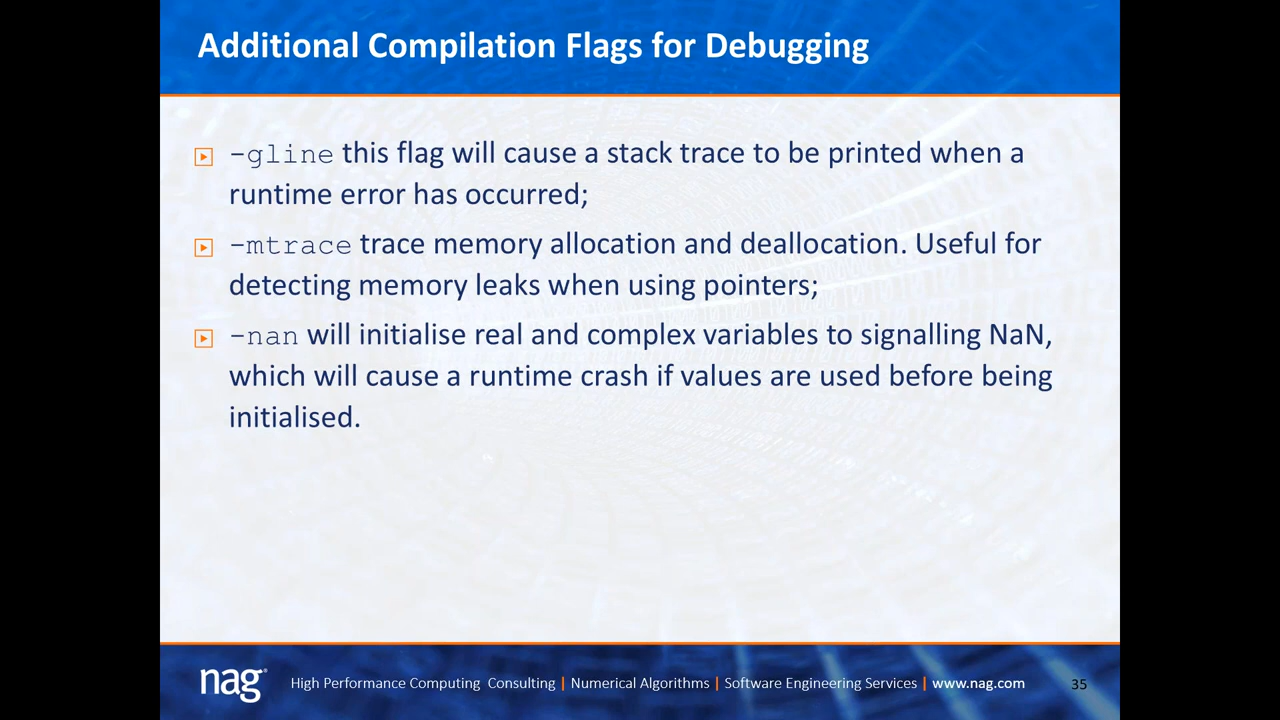 Additional Compilation Flags for Debugging
-gline this flag will cause a stack trace to be printed when a
runtime error has occurred;
-mtrace trace memory allocation and deallocation. Useful for
detecting memory leaks when using pointers;
-nan will initialise real and complex variables to signalling NaN,
which will cause a runtime crash if values are used before being
initialised.
nag® High Performance Computing Consulting | Numerical Algorithms | Software Engineering Services | www.nag.com 35